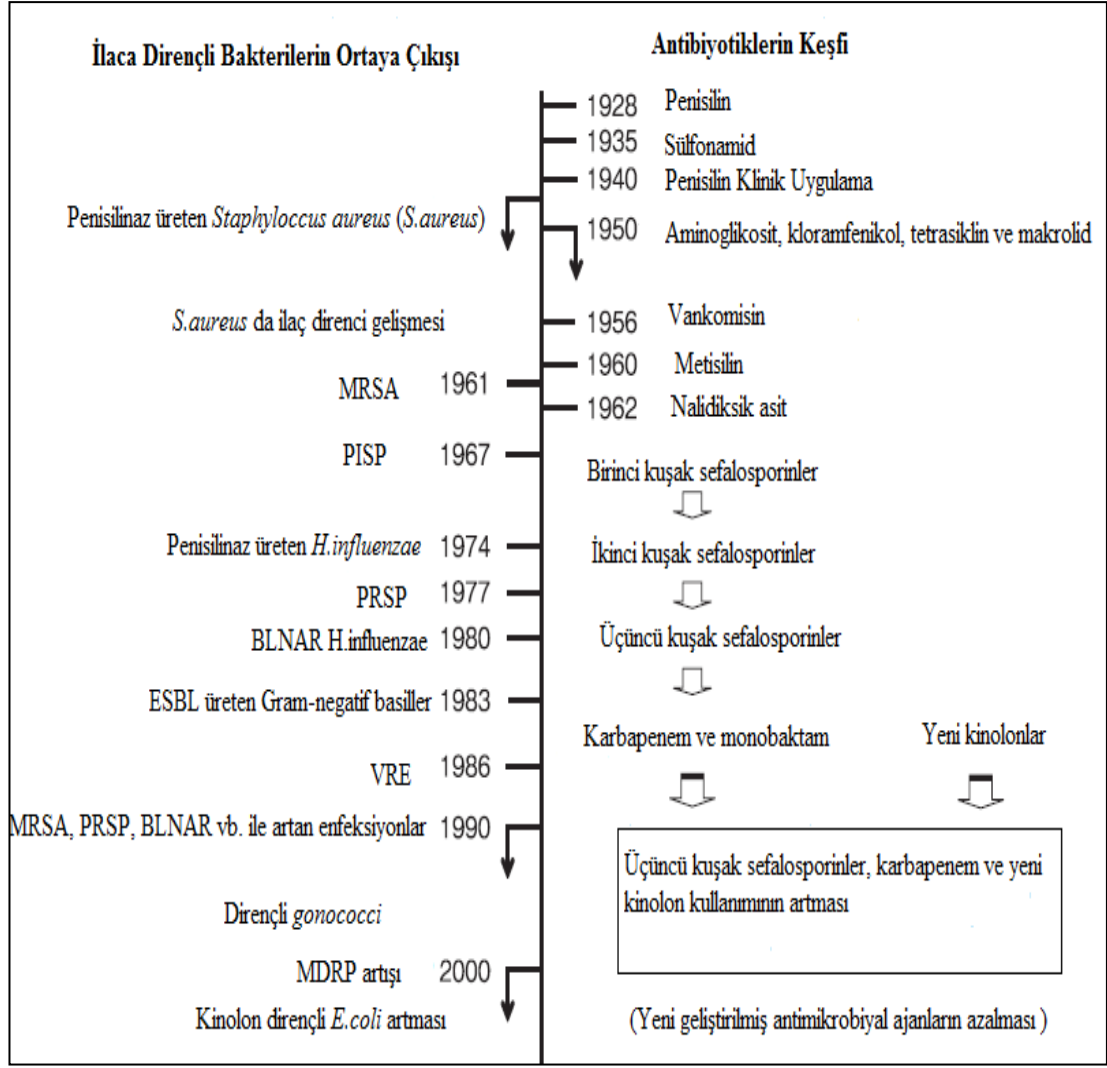 İlaca Dirençli Bakterilerin Ortaya Çıkışı
Antibiyotiklerin Keşfi
1928 Penisilin
1935 Sülfonamid
1940 Penisilin Klinik Uygulama
Penisilinaz üreten Staphyloccus aureus (S.aureus)
1950 Aminoglikosit, kloramfenikol, tetrasiklin ve makrolid
S.aureus da ilaç direnci gelişmesi
1956 Vankomisin
1960 Metisilin
MRSA 1961
1962 Nalidiksik asit
PISP 1967
Birinci kuşak sefalosporinler
Penisilinaz üreten H.influenzae 1974
İkinci kuşak sefalosporinler
PRSP 1977
BLNAR H.influenzae 1980
Üçüncü kuşak sefalosporinler
ESBL üreten Gram-negatif basiller 1983
Karbapenem ve monobaktam
Yeni kinolonlar
VRE 1986
MRSA, PRSP, BLNAR vb. ile artan enfeksiyonlar 1990
Üçüncü kuşak sefalosporinler, karbapenem ve yeni
kinolon kullanımının artması
Dirençli gonococci
MDRP artışı 2000
Kinolon dirençli E.coli artması
(Yeni geliştirilmiş antimikrobiyal ajanların azalması )